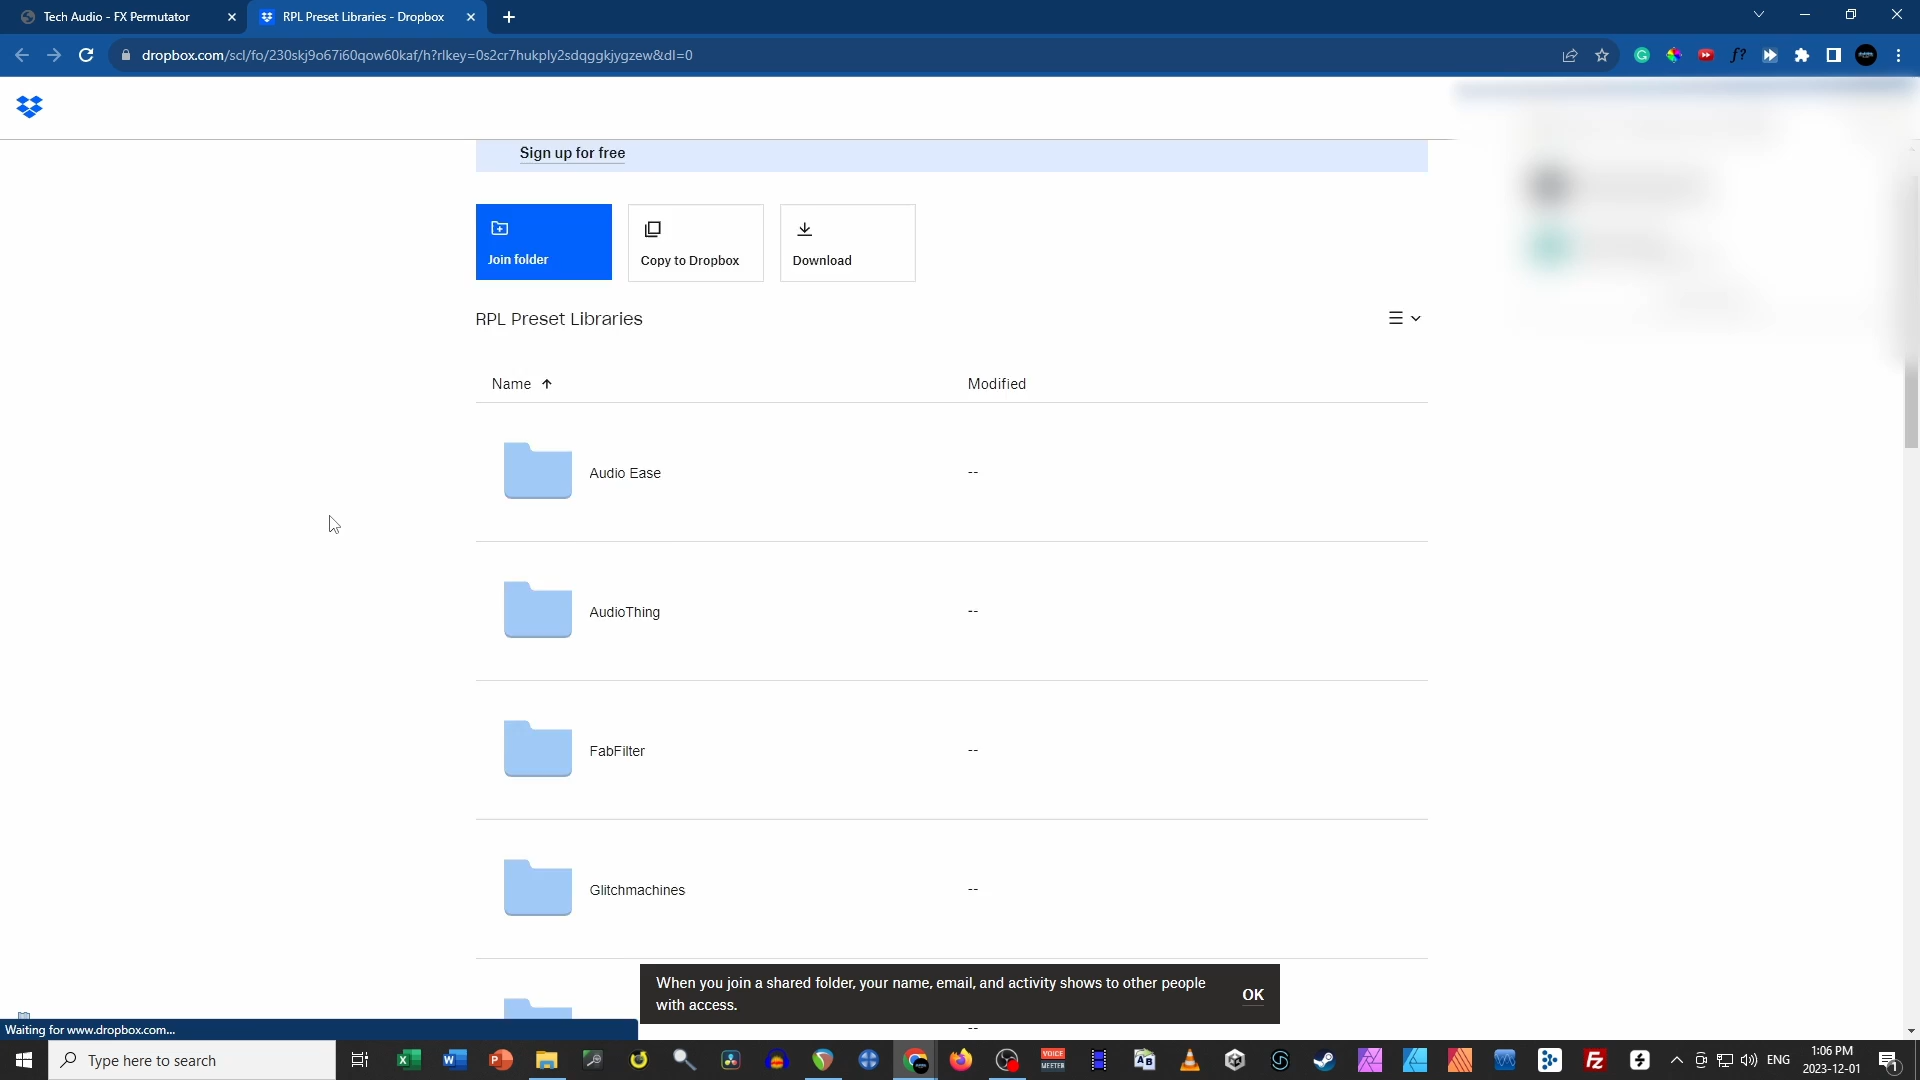 Tech Audio - FX Permutator
RPL Preset Libraries - Dropbox
dropbox.com/scl/fo/230skj9o67i60qow60kaf/h?rlkey=0s2cr7hukply2sdqggkjygzew&dl=0
Sign up for free
Join folder
Copy to Dropbox
Download
RPL Preset Libraries
Name
Modified
Audio Ease
--
AudioThing
--
FabFilter
--
Glitchmachines
--
When you join a shared folder, your name, email, and activity shows to other people
with access.
OK
--
Waiting for www.dropbox.com...
Type here to search
VOICE
MEETER
ENG
1:06 PM
2023-12-01
1